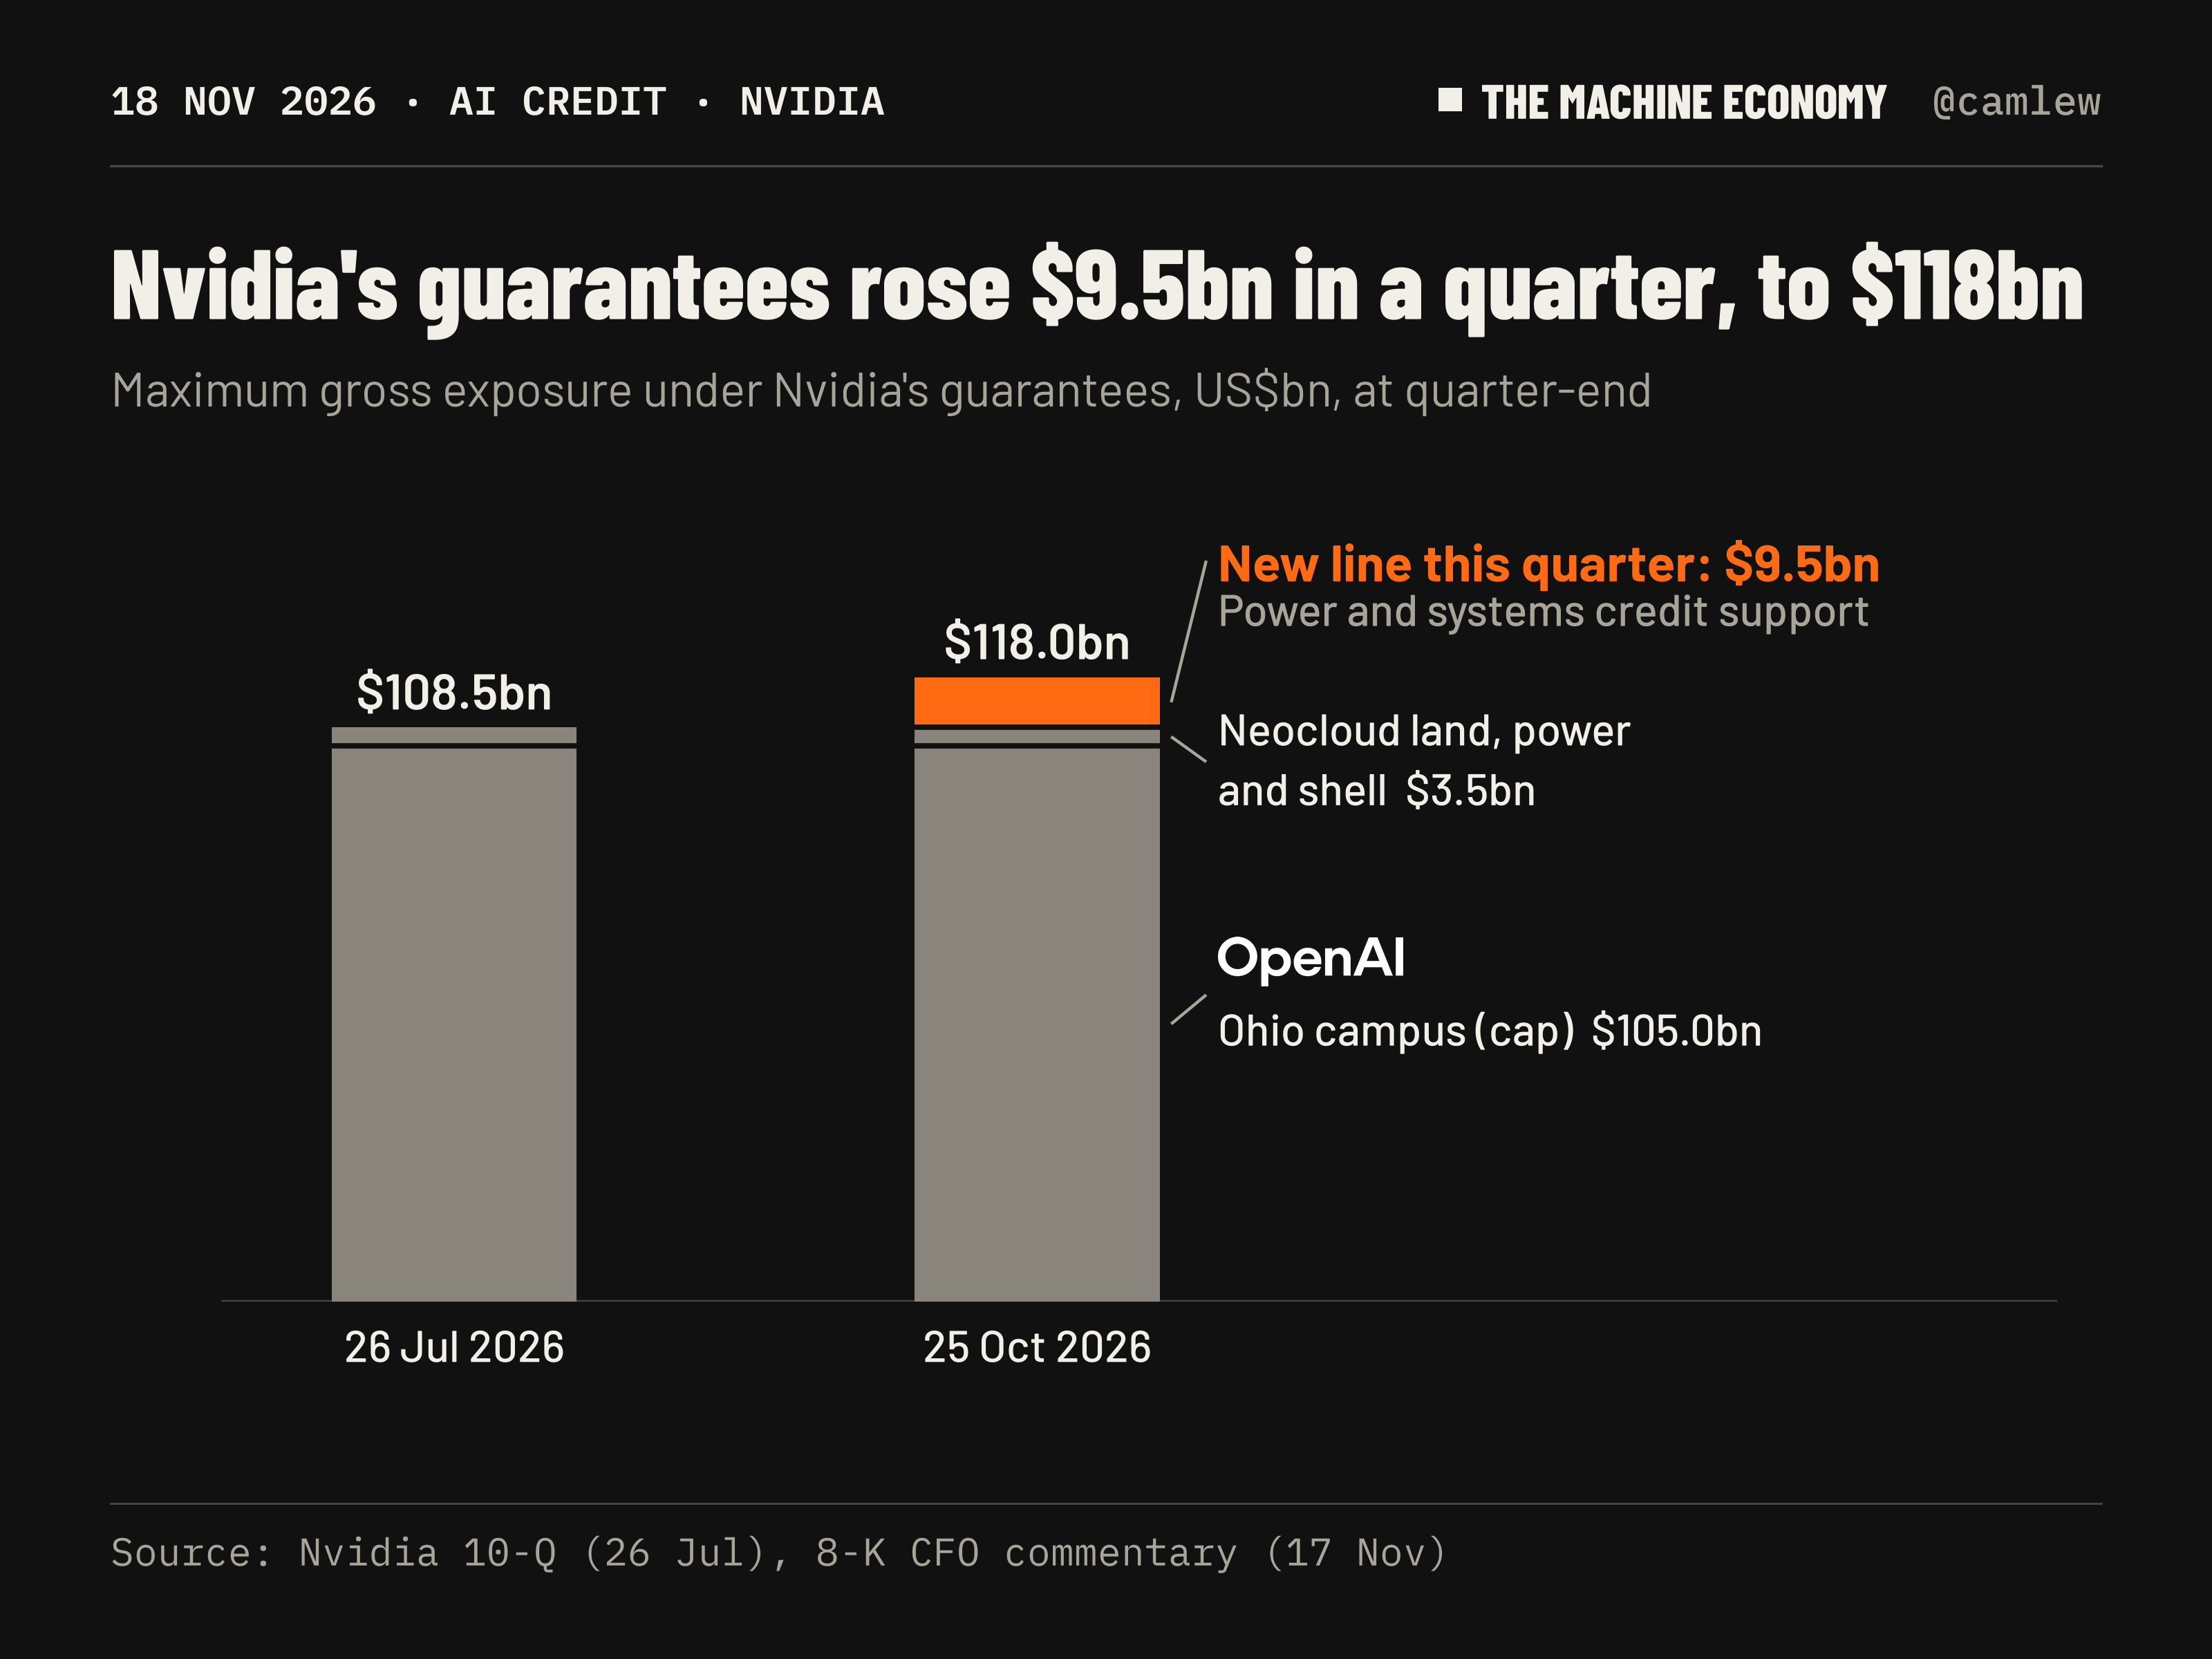 18 NOV 2026 · AI CREDIT · NVIDIA
THE MACHINE ECONOMY @camlew
Nvidia's guarantees rose $9.5bn in a quarter, to $118bn
Maximum gross exposure under Nvidia's guarantees, US$bn, at quarter-end
New line this quarter: $9.5bn
Power and systems credit support
$118.0bn
$108.5bn
Neocloud land, power
and shell $3.5bn
OpenAI
Ohio campus (cap) $105.0bn
26 Jul 2026
25 Oct 2026
Source: Nvidia 10-Q (26 Jul), 8-K CFO commentary (17 Nov)